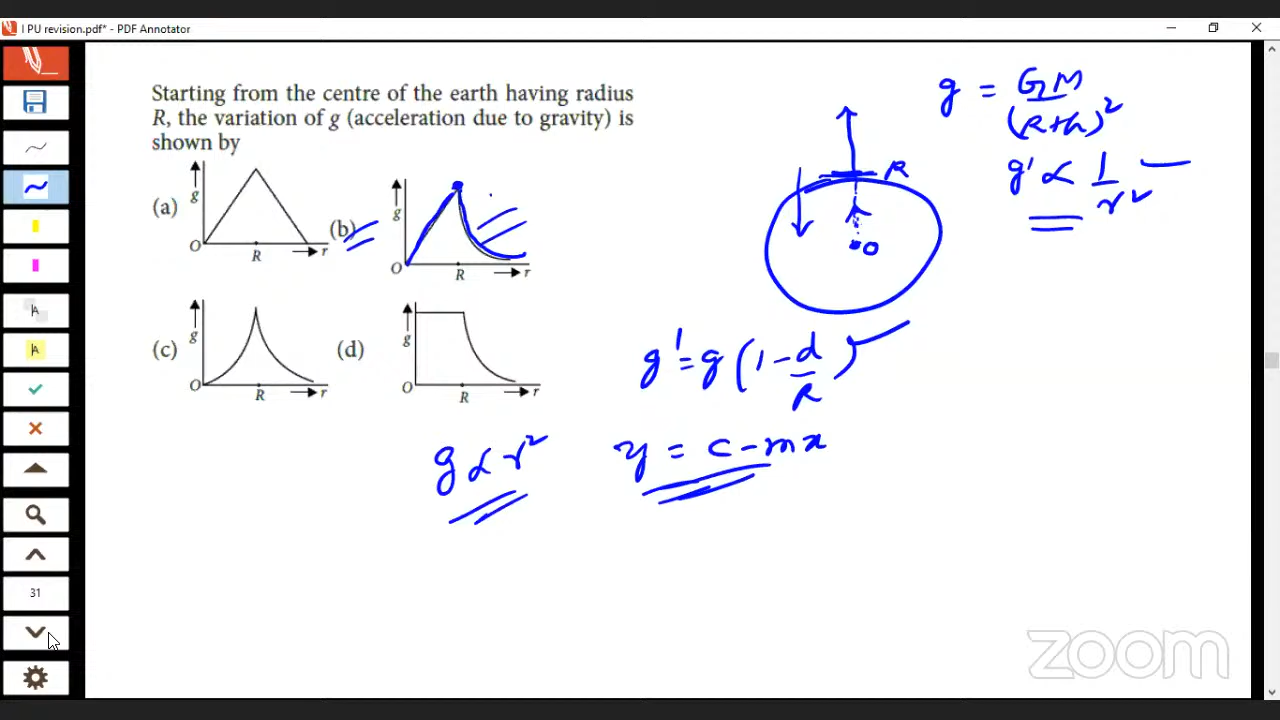 I PU revision.pdf* - PDF Annotator
Starting from the centre of the earth having radius
R, the variation of g (acceleration due to gravity) is
shown by
(a) g O R r
(b) g O R r
(c) g O R r
(d) g O R r
R
O
g = GM/(R+h)²
g' ∝ 1/r²
g' = g (1 - d/R)
g ∝ r²
y = c - mx
31
zoom